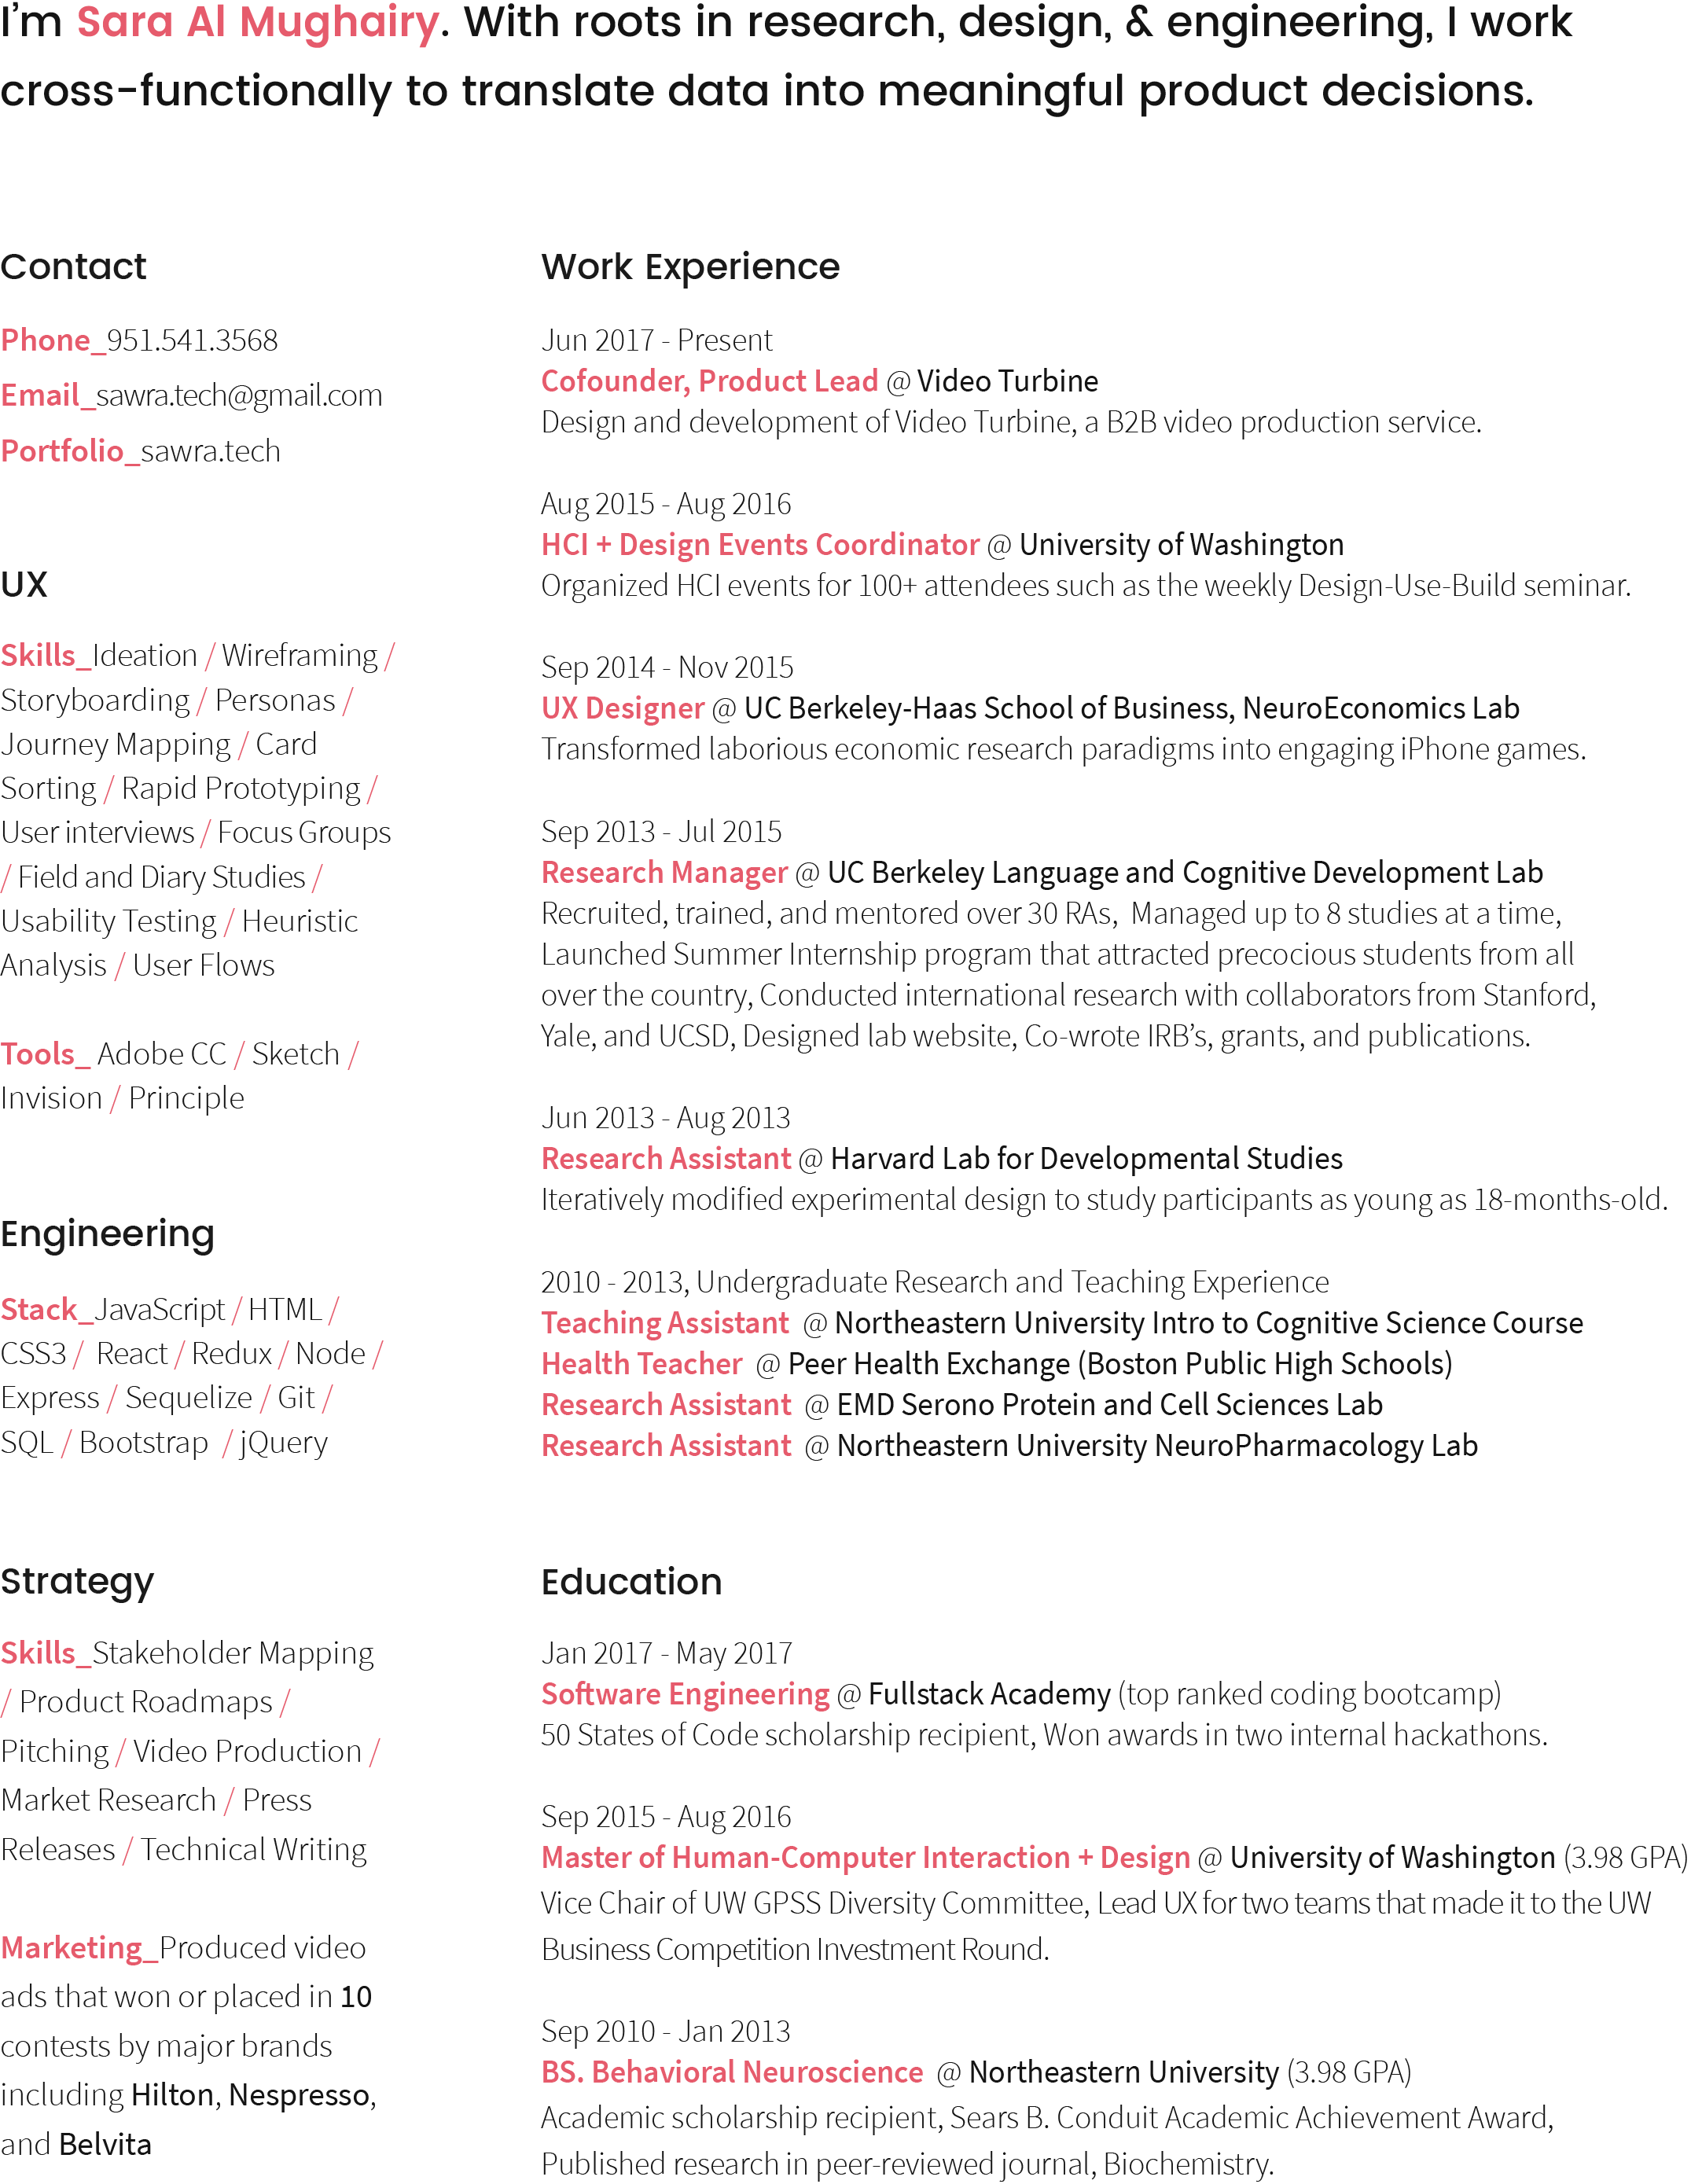 I’m Sara Al Mughairy. With roots in research, design, & engineering, I work
cross-functionally to translate data into meaningful product decisions.
Contact
Phone_951.541.3568
Email_sawra.tech@gmail.com
Portfolio_sawra.tech
UX
Skills_Ideation / Wireframing /
Storyboarding / Personas /
Journey Mapping / Card
Sorting / Rapid Prototyping /
User interviews / Focus Groups
/ Field and Diary Studies /
Usability Testing / Heuristic
Analysis / User Flows
Tools_ Adobe CC / Sketch /
Invision / Principle
Engineering
Stack_JavaScript / HTML /
CSS3 / React / Redux / Node /
Express / Sequelize / Git /
SQL / Bootstrap / jQuery
Strategy
Skills_Stakeholder Mapping
/ Product Roadmaps /
Pitching / Video Production /
Market Research / Press
Releases / Technical Writing
Marketing_Produced video
ads that won or placed in 10
contests by major brands
including Hilton, Nespresso,
and Belvita
Work Experience
Jun 2017 - Present
Cofounder, Product Lead @ Video Turbine
Design and development of Video Turbine, a B2B video production service.
Aug 2015 - Aug 2016
HCI + Design Events Coordinator @ University of Washington
Organized HCI events for 100+ attendees such as the weekly Design-Use-Build seminar.
Sep 2014 - Nov 2015
UX Designer @ UC Berkeley-Haas School of Business, NeuroEconomics Lab
Transformed laborious economic research paradigms into engaging iPhone games.
Sep 2013 - Jul 2015
Research Manager @ UC Berkeley Language and Cognitive Development Lab
Recruited, trained, and mentored over 30 RAs, Managed up to 8 studies at a time,
Launched Summer Internship program that attracted precocious students from all
over the country, Conducted international research with collaborators from Stanford,
Yale, and UCSD, Designed lab website, Co-wrote IRB’s, grants, and publications.
Jun 2013 - Aug 2013
Research Assistant @ Harvard Lab for Developmental Studies
Iteratively modified experimental design to study participants as young as 18-months-old.
2010 - 2013, Undergraduate Research and Teaching Experience
Teaching Assistant @ Northeastern University Intro to Cognitive Science Course
Health Teacher @ Peer Health Exchange (Boston Public High Schools)
Research Assistant @ EMD Serono Protein and Cell Sciences Lab
Research Assistant @ Northeastern University NeuroPharmacology Lab
Education
Jan 2017 - May 2017
Software Engineering @ Fullstack Academy (top ranked coding bootcamp)
50 States of Code scholarship recipient, Won awards in two internal hackathons.
Sep 2015 - Aug 2016
Master of Human-Computer Interaction + Design @ University of Washington (3.98 GPA)
Vice Chair of UW GPSS Diversity Committee, Lead UX for two teams that made it to the UW
Business Competition Investment Round.
Sep 2010 - Jan 2013
BS. Behavioral Neuroscience @ Northeastern University (3.98 GPA)
Academic scholarship recipient, Sears B. Conduit Academic Achievement Award,
Published research in peer-reviewed journal, Biochemistry.